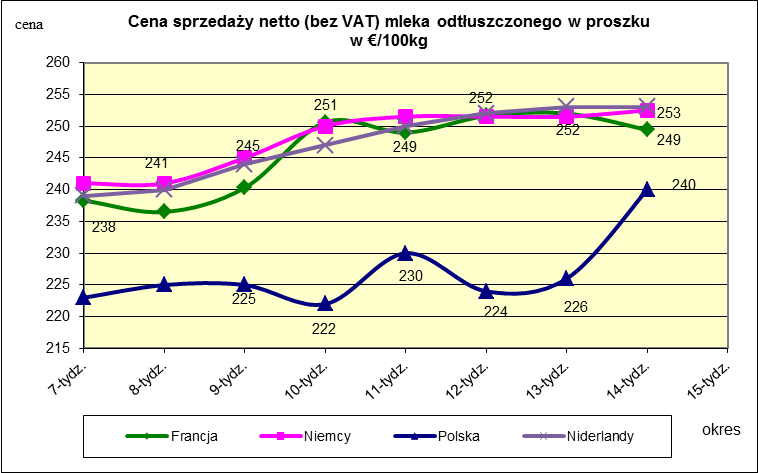 cena
Cena sprzedaży netto (bez VAT) mleka odtłuszczonego w proszku
w €/100kg
260
255
250
245
240
235
230
225
220
215
238
241
245
251
249
252
252
253
249
225
222
230
224
226
240
7-tydz.
8-tydz.
9-tydz.
10-tydz.
11-tydz.
12-tydz.
13-tydz.
14-tydz.
15-tydz.
okres
Francja Niemcy Polska Niderlandy